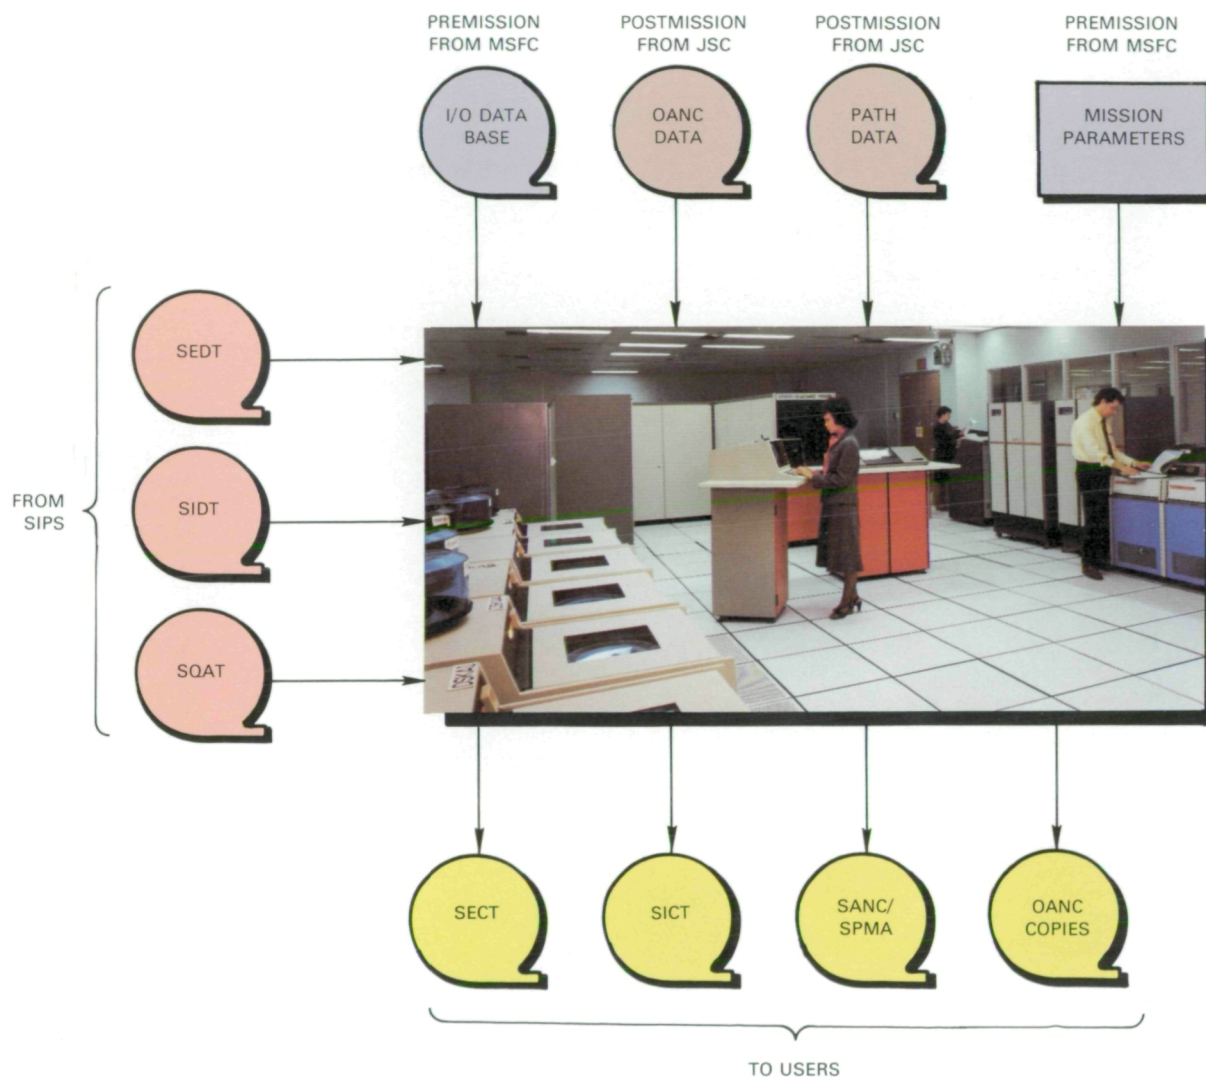 PREMISSION
FROM MSFC
POSTMISSION
FROM JSC
POSTMISSION
FROM JSC
PREMISSION
FROM MSFC
I/O DATA
BASE
OANC
DATA
PATH
DATA
MISSION
PARAMETERS
FROM
SIPS
SEDT
SIDT
SQAT
SECT
SICT
SANC/
SPMA
OANC
COPIES
TO USERS